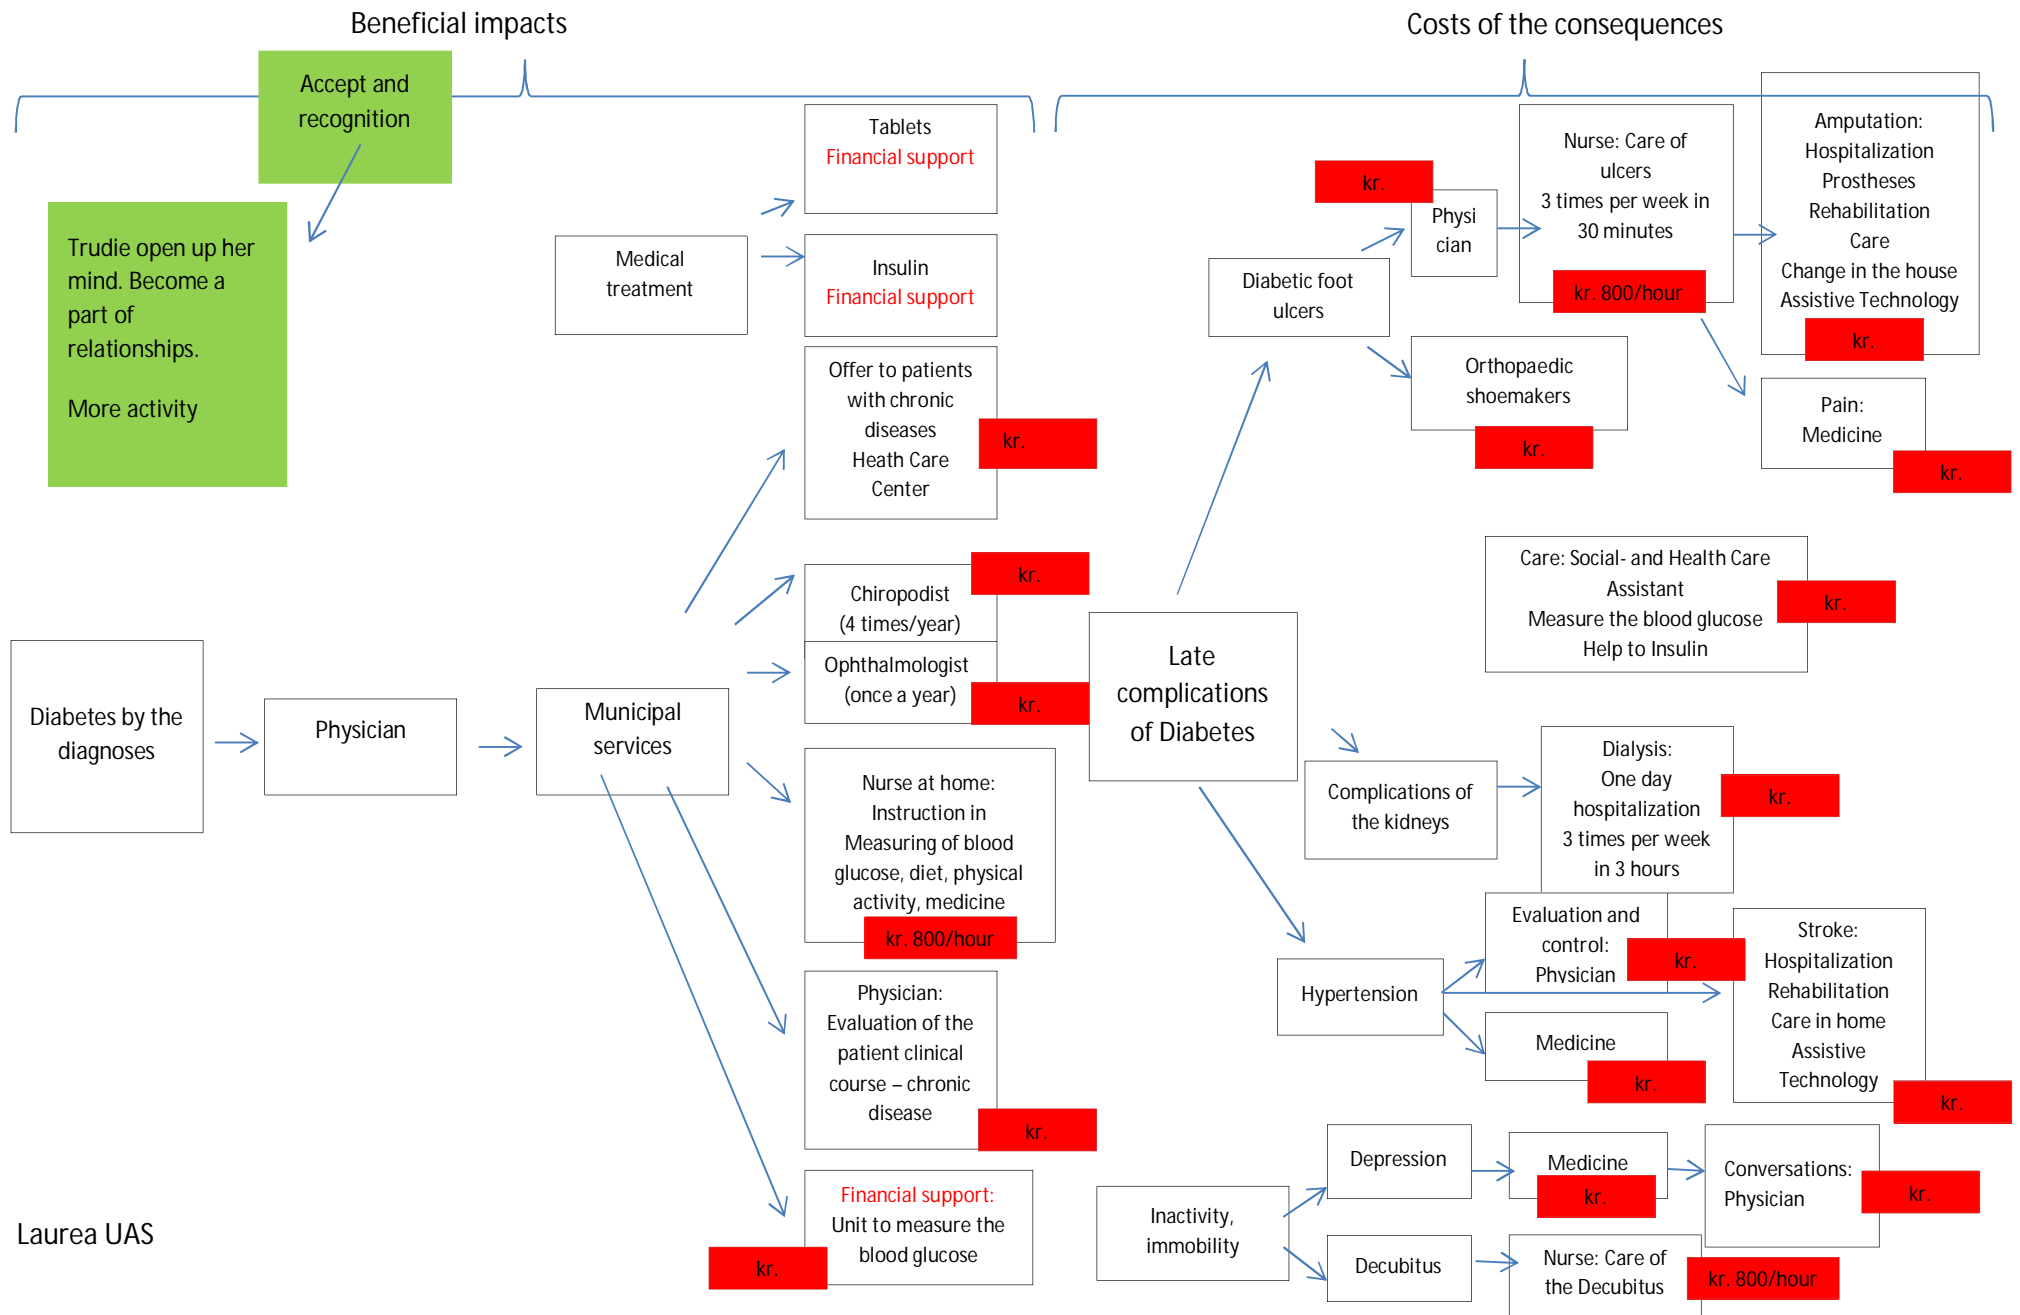 Beneficial impacts
Costs of the consequences
Accept and
recognition
Trudie open up her
mind. Become a
part of
relationships.
More activity
Tablets
Financial support
Medical
treatment
Insulin
Financial support
Offer to patients
with chronic
diseases
Heath Care
Center
kr.
kr.
Chiropodist
(4 times/year)
Ophthalmologist
(once a year)
kr.
Diabetes by the
diagnoses
Physician
Municipal
services
Nurse at home:
Instruction in
Measuring of blood
glucose, diet, physical
activity, medicine
kr. 800/hour
Physician:
Evaluation of the
patient clinical
course – chronic
disease
kr.
Financial support:
Unit to measure the
blood glucose
kr.
Laurea UAS
Late
complications
of Diabetes
Diabetic foot
ulcers
kr.
Physi
cian
Nurse: Care of
ulcers
3 times per week in
30 minutes
kr. 800/hour
Amputation:
Hospitalization
Prostheses
Rehabilitation
Care
Change in the house
Assistive Technology
kr.
Orthopaedic
shoemakers
kr.
Pain:
Medicine
kr.
Care: Social- and Health Care
Assistant
Measure the blood glucose
Help to Insulin
kr.
Complications of
the kidneys
Dialysis:
One day
hospitalization
3 times per week
in 3 hours
kr.
Hypertension
Evaluation and
control:
Physician
kr.
Medicine
kr.
Stroke:
Hospitalization
Rehabilitation
Care in home
Assistive
Technology
kr.
Inactivity,
immobility
Depression
Medicine
kr.
Conversations:
Physician
kr.
Decubitus
Nurse: Care of
the Decubitus
kr. 800/hour